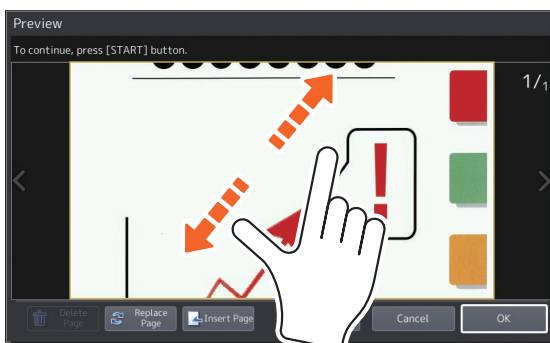 Preview
To continue, press [START] button.
1/1
!
Delete
Page
Replace
Page
Insert Page
Cancel
OK